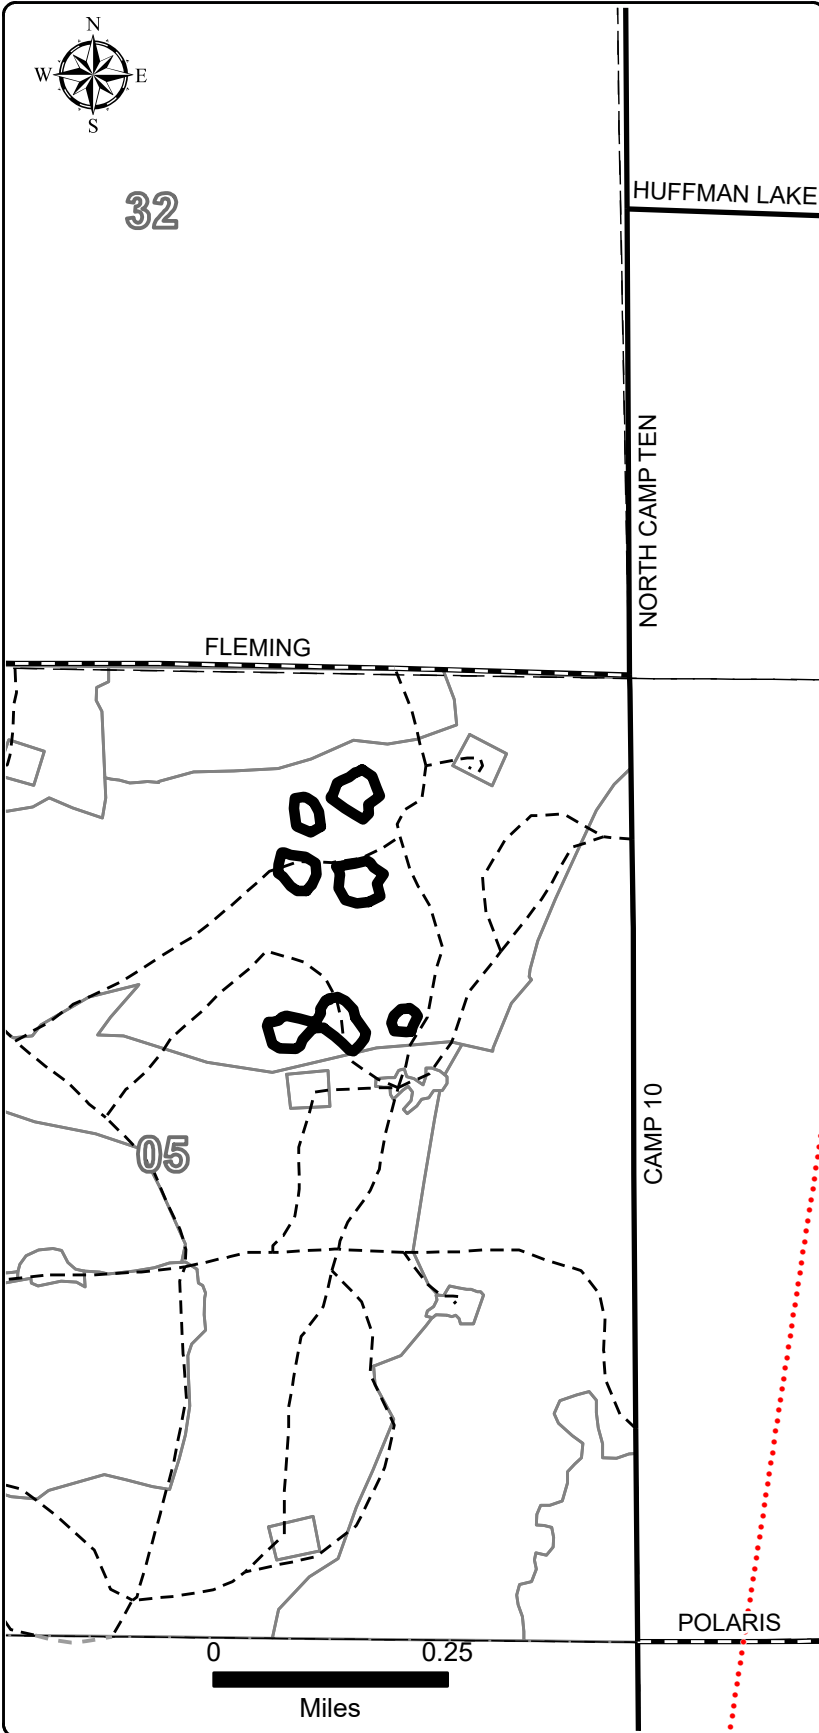 N
W E
S
HUFFMAN LAKE
32
NORTH CAMP TEN
FLEMING
CAMP 10
05
POLARIS
0 0.25
Miles